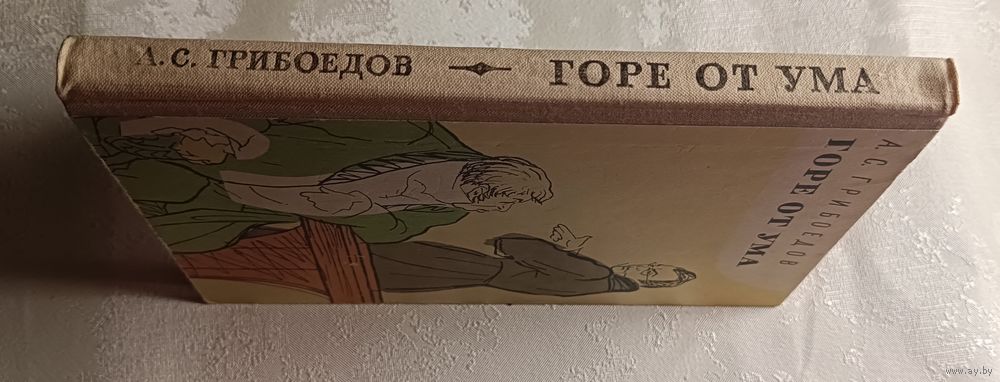 А. С. ГРИБОЕДОВ ГОРЕ ОТ УМА
А. С. ГРИБОЕДОВ
ГОРЕ ОТ УМА
www.ay.by